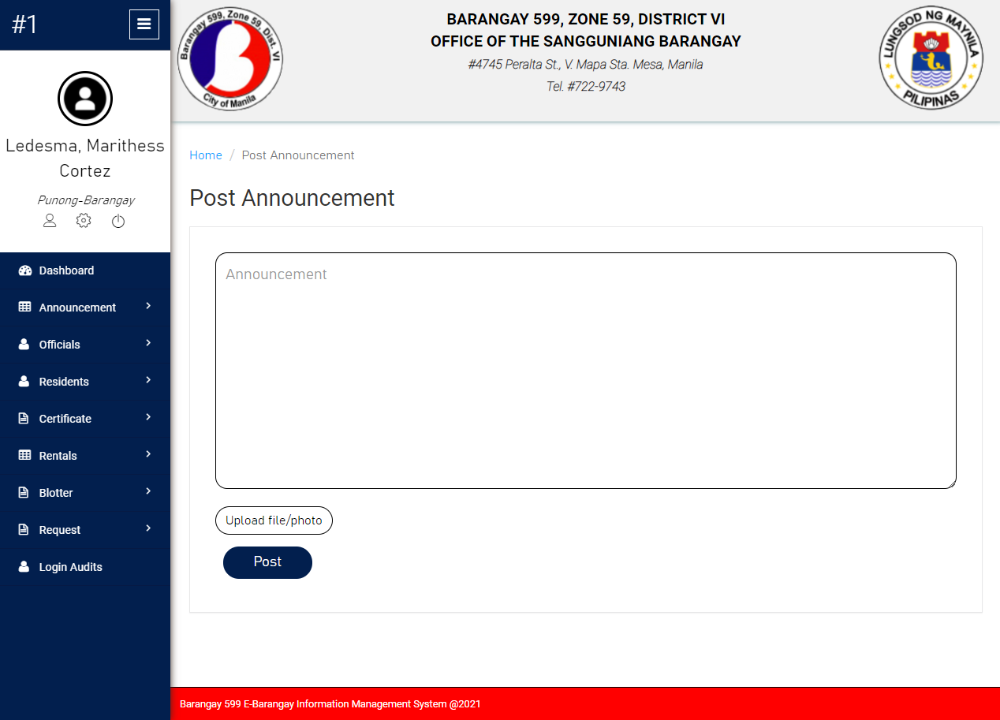 #1
Ledesma, Marithess
Cortez
Punong-Barangay
Dashboard
Announcement
Officials
Residents
Certificate
Rentals
Blotter
Request
Login Audits
Barangay 599, Zone 59, Dist. VI
City of Manila
BARANGAY 599, ZONE 59, DISTRICT VI
OFFICE OF THE SANGGUNIANG BARANGAY
#4745 Peralta St., V. Mapa Sta. Mesa, Manila
Tel. #722-9743
LUNGSOD NG MAYNILA
PILIPINAS
Home / Post Announcement
Post Announcement
Announcement
Upload file/photo
Post
Barangay 599 E-Barangay Information Management System @2021